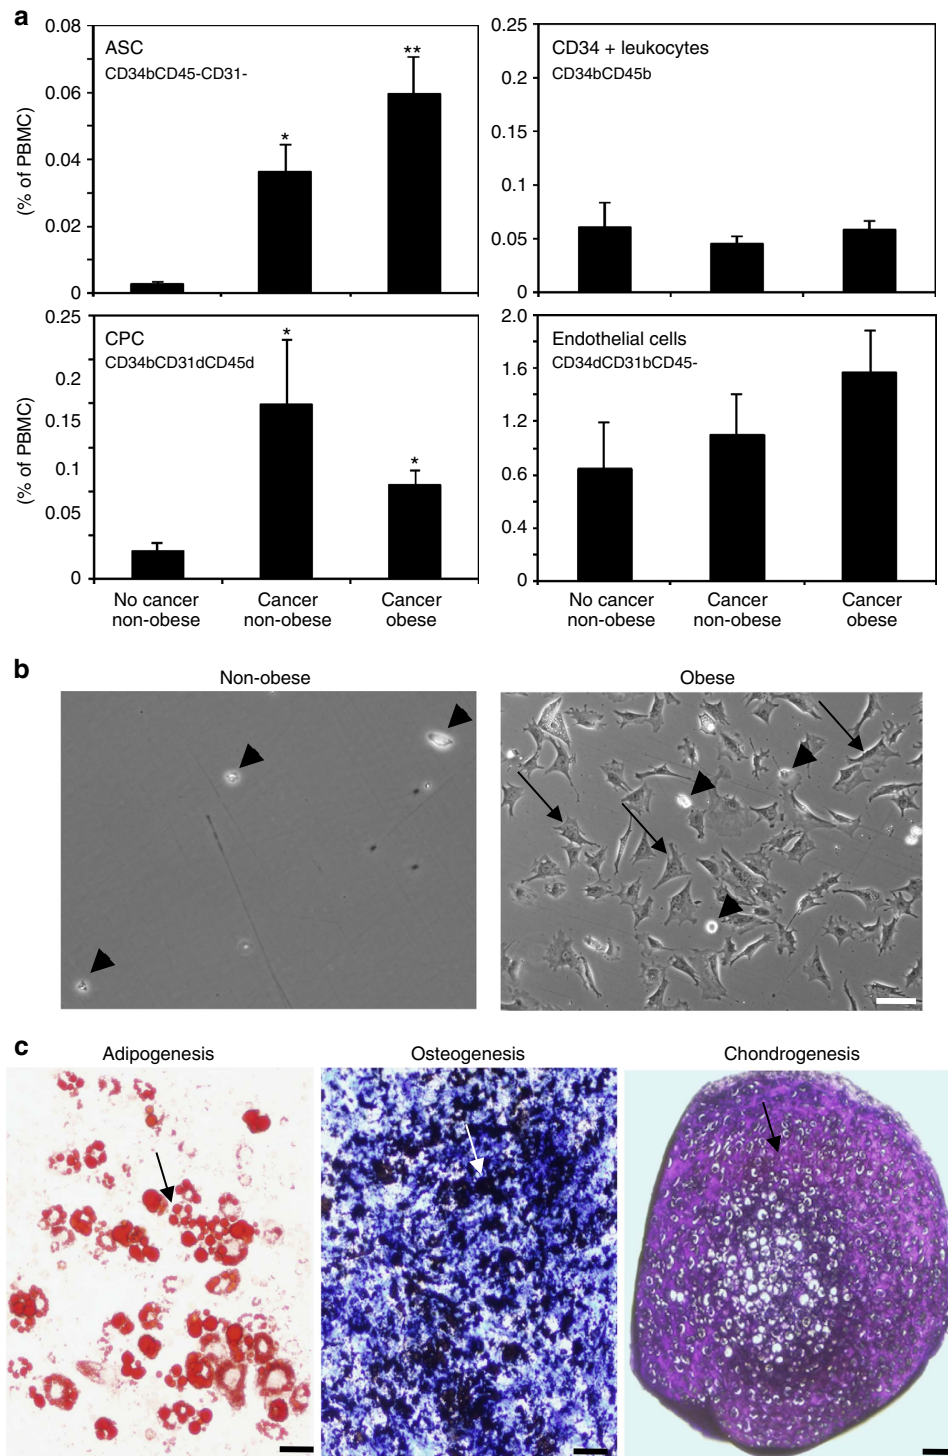 a
0.08
0.06
0.04
0.02
0
(% of PBMC)
ASC
CD34bCD45-CD31-
*
**
0.25
0.2
0.15
0.1
0.05
0
CD34 + leukocytes
CD34bCD45b
0.25
0.2
0.15
0.1
0.05
0
(% of PBMC)
CPC
CD34bCD31dCD45d
*
*
No cancer
non-obese
Cancer
non-obese
Cancer
obese
2.0
1.6
1.2
0.6
0.4
0
Endothelial cells
CD34dCD31bCD45-
No cancer
non-obese
Cancer
non-obese
Cancer
obese
b
Non-obese
Obese
c
Adipogenesis
Osteogenesis
Chondrogenesis